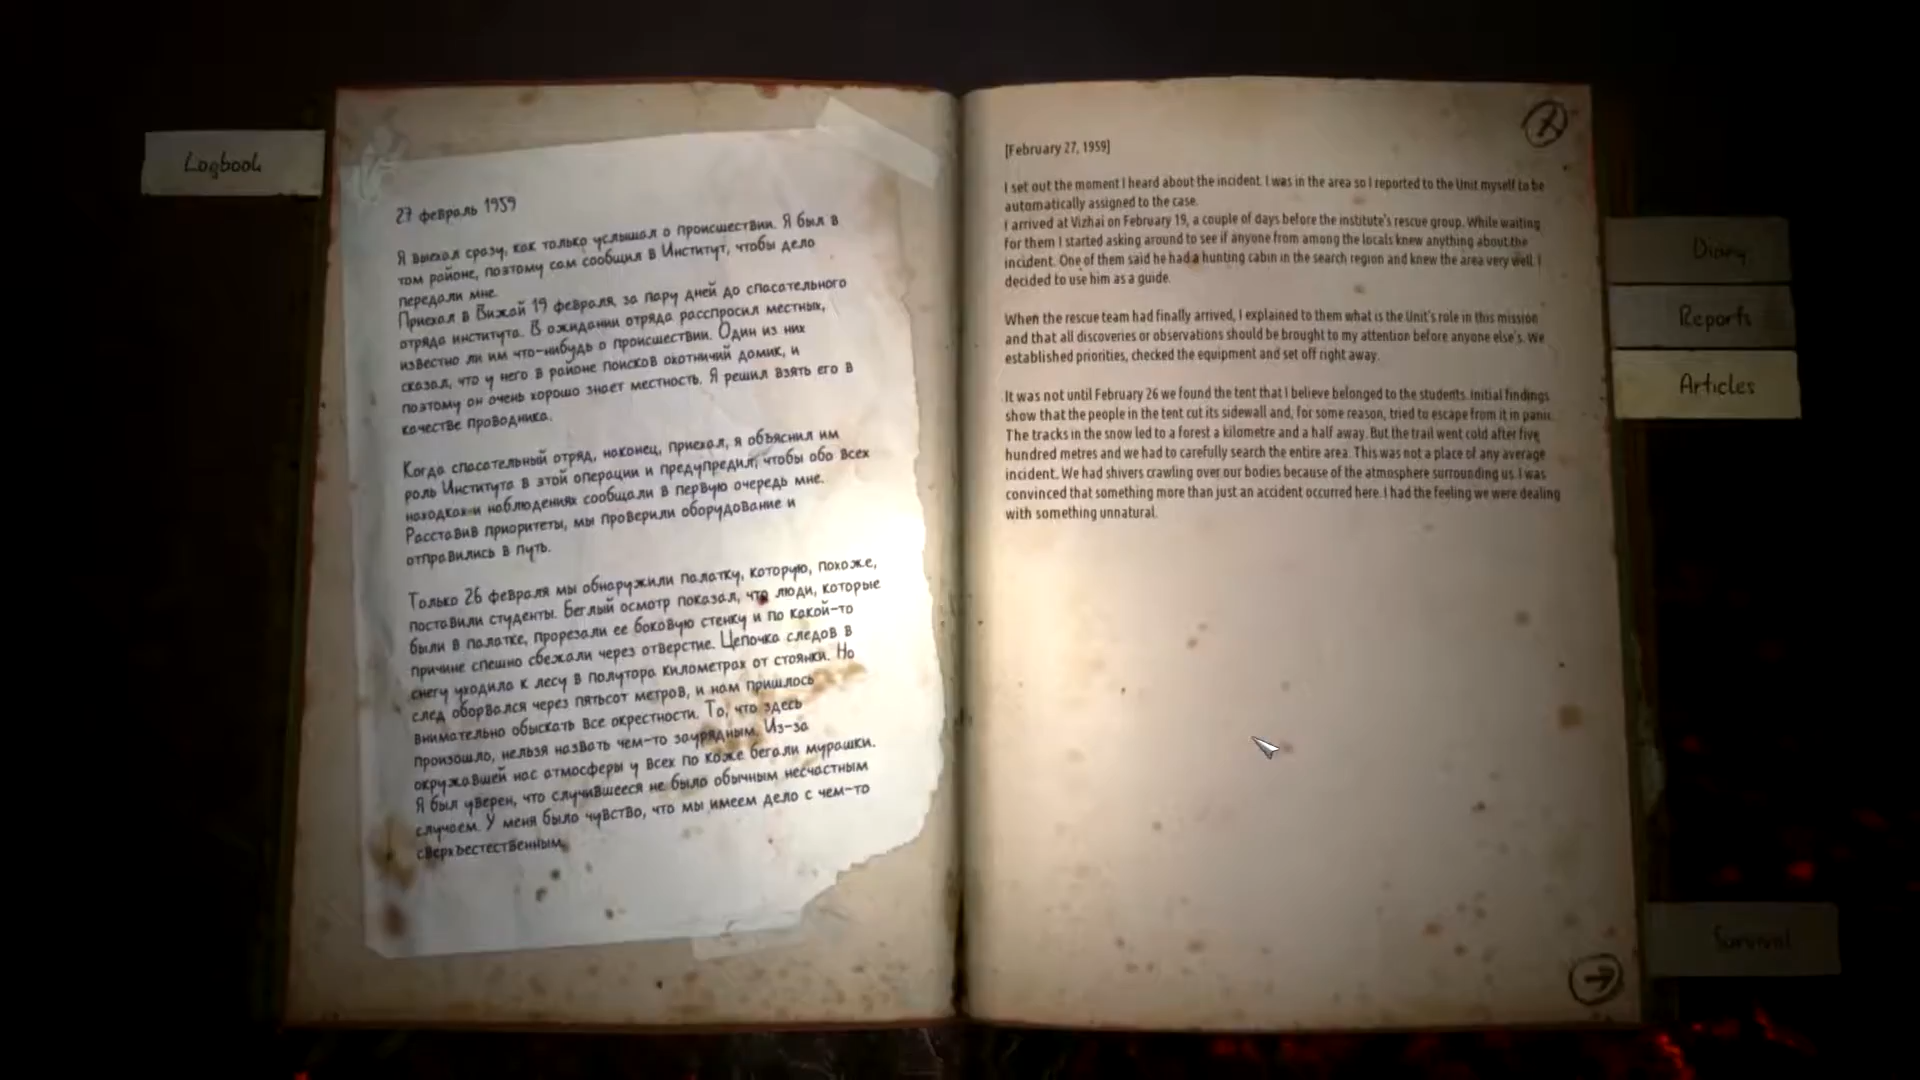 Logbook
27 февраль 1959
Я выехал сразу, как только услышал о происшествии. Я был в
том районе, поэтому сам сообщил в Институт, чтобы дело
передали мне.
Приехал в Вижай 19 февраля, за пару дней до спасательного
отряда института. В ожидании отряда расспросил местных,
известно ли им что-нибудь о происшествии. Один из них
сказал, что у него в районе поисков охотничий домик, и
поэтому он очень хорошо знает местность. Я решил взять его в
качестве проводника.
Когда спасательный отряд, наконец, приехал, я объяснил им
роль Института в этой операции и предупредил, чтобы обо всех
находках и наблюдениях сообщали в первую очередь мне.
Расставив приоритеты, мы проверили оборудование и
отправились в путь.
Только 26 февраля мы обнаружили палатку, которую, похоже,
поставили студенты. Беглый осмотр показал, что люди, которые
были в палатке, прорезали ее боковую стенку и по какой-то
причине спешно сбежали через отверстие. Цепочка следов в
снегу уходила к лесу в полутора километрах от стоянки. Но
след оборвался через пятьсот метров, и нам пришлось
внимательно обыскать все окрестности. То, что здесь
произошло, нельзя назвать чем-то заурядным. Из-за
окружавшей нас атмосферы у всех по коже бегали мурашки.
Я был уверен, что случившееся не было обычным несчастным
случаем. У меня было чувство, что мы имеем дело с чем-то
сверхъестественным.
[February 27, 1959]
I set out the moment I heard about the incident. I was in the area so I reported to the Unit myself to be
automatically assigned to the case.
I arrived at Vizhai on February 19, a couple of days before the institute's rescue group. While waiting
for them I started asking around to see if anyone from among the locals knew anything about the
incident. One of them said he had a hunting cabin in the search region and knew the area very well. I
decided to use him as a guide.
When the rescue team had finally arrived, I explained to them what is the Unit's role in this mission
and that all discoveries or observations should be brought to my attention before anyone else's. We
established priorities, checked the equipment and set off right away.
It was not until February 26 we found the tent that I believe belonged to the students. Initial findings
show that the people in the tent cut its sidewall and, for some reason, tried to escape from it in panic.
The tracks in the snow led to a forest a kilometre and a half away. But the trail went cold after five
hundred metres and we had to carefully search the entire area. This was not a place of any average
incident. We had shivers crawling over our bodies because of the atmosphere surrounding us. I was
convinced that something more than just an accident occurred here. I had the feeling we were dealing
with something unnatural.
Diary
Reports
Articles
Survival